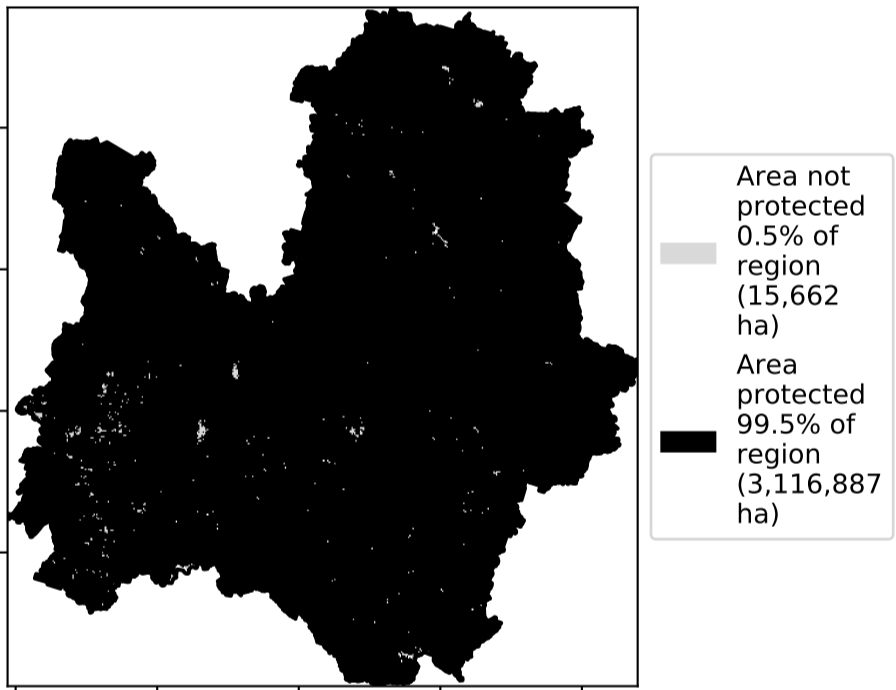 Area not
protected
0.5% of
region
(15,662
ha)
Area
protected
99.5% of
region
(3,116,887
ha)